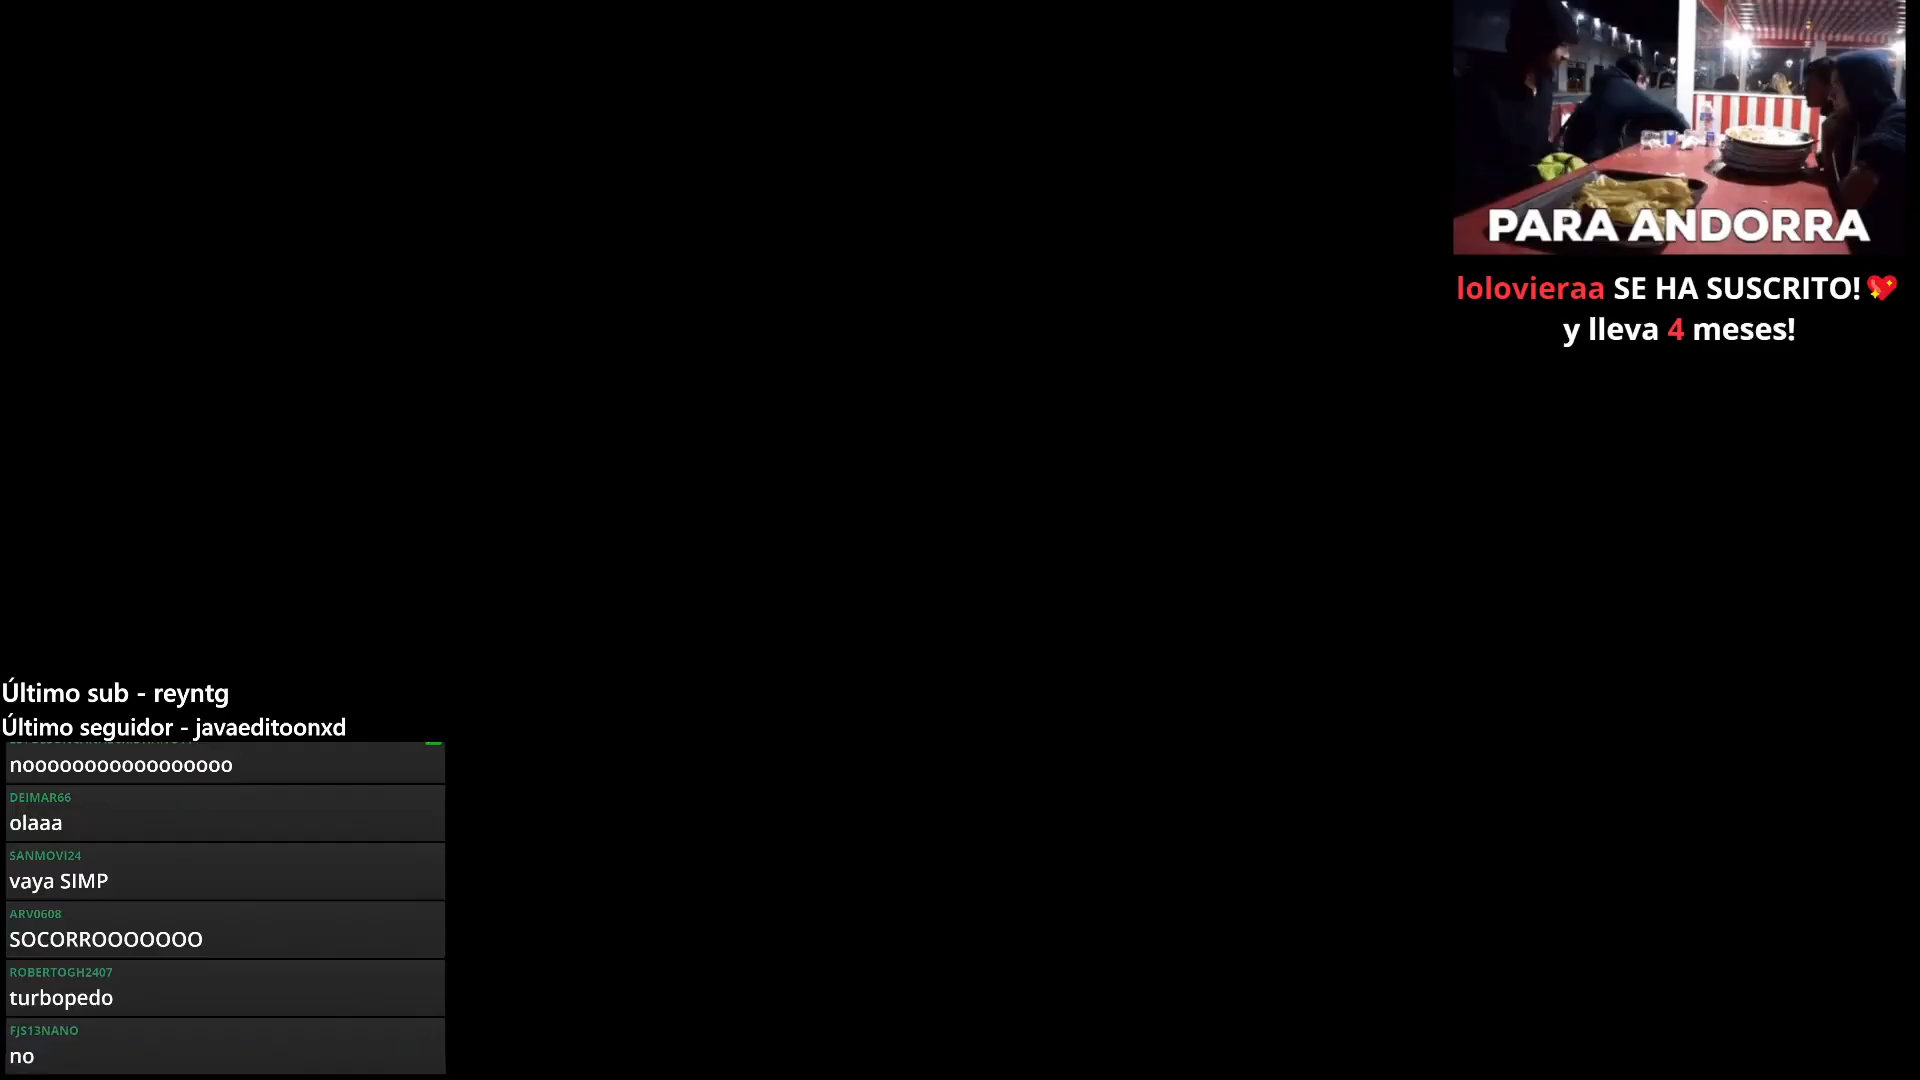 PARA ANDORRA
lolovieraa SE HA SUSCRITO!💖
y lleva 4 meses!
Último sub - reyntg
Último seguidor - javaeditoonxd
nooooooooooooooooo
DEIMAR66
olaaa
SANMOVI24
vaya SIMP
ARV0608
SOCORROOOOOOO
ROBERTOGH2407
turbopedo
FJS13NANO
no